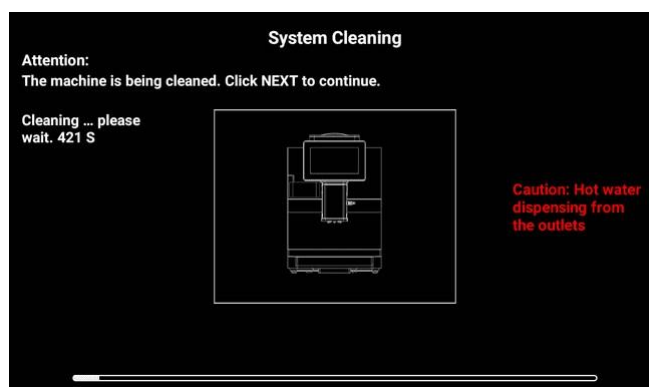 System Cleaning
Attention:
The machine is being cleaned. Click NEXT to continue.
Cleaning ... please
wait. 421 S
Caution: Hot water
dispensing from
the outlets